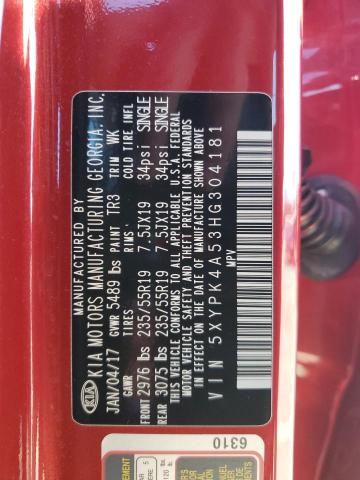 MANUFACTURED BY
KIA MOTORS MANUFACTURING GEORGIA, INC.
KIA
JAN/04/17
GVWR 5489 lbs PAINT TR3 TRIM WK
GAWR TIRES RIMS: COLD TIRE INFL
FRONT 2976 lbs 235/55R19 7.5JX19 34psi SINGLE
REAR 3075 lbs 235/55R19 7.5JX19 34psi SINGLE
THIS VEHICLE CONFORMS TO ALL APPLICABLE U.S.A. FEDERAL
MOTOR VEHICLE SAFETY AND THEFT PREVENTION STANDARDS
IN EFFECT ON THE DATE OF MANUFACTURE SHOWN ABOVE.
VIN 5XYPK4A53HG304181
MPV
6310
5